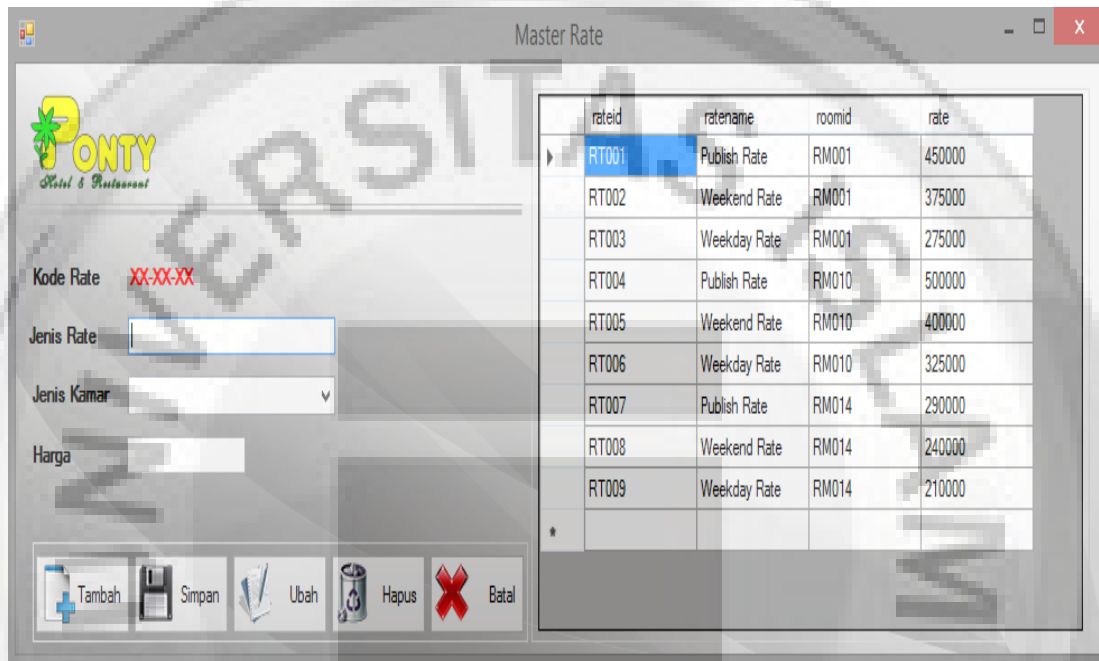 Master Rate
PONTY
Hotel & Restaurant
Kode Rate XX-XX-XX
Jenis Rate
Jenis Kamar
Harga
Tambah Simpan Ubah Hapus Batal
rateid ratename roomid rate
RT001 Publish Rate RM001 450000
RT002 Weekend Rate RM001 375000
RT003 Weekday Rate RM001 275000
RT004 Publish Rate RM010 500000
RT005 Weekend Rate RM010 400000
RT006 Weekday Rate RM010 325000
RT007 Publish Rate RM014 290000
RT008 Weekend Rate RM014 240000
RT009 Weekday Rate RM014 210000